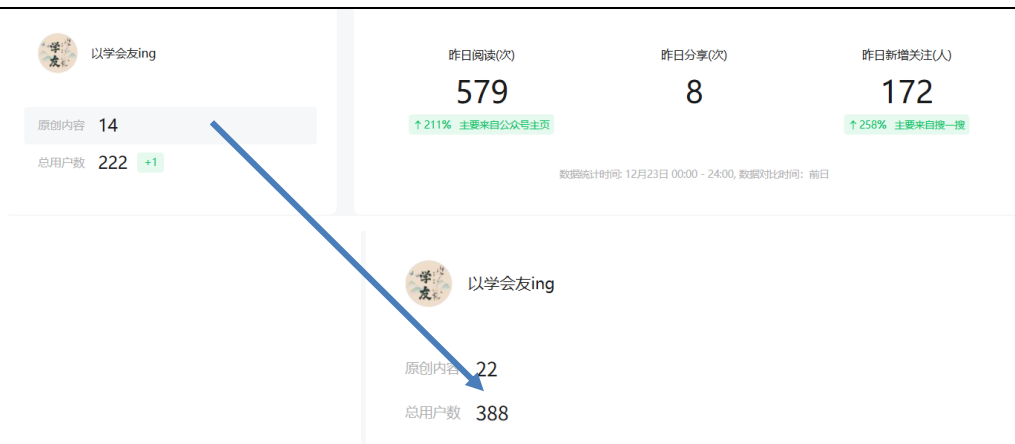 学友
以学会友ing
原创内容 14
总用户数 222 +1
昨日阅读(次)
579
↑211% 主要来自公众号主页
昨日分享(次)
8
昨日新增关注(人)
172
↑258% 主要来自搜一搜
数据统计时间: 12月23日 00:00 - 24:00, 数据对比时间：前日
学友
以学会友ing
原创内容 22
总用户数 388